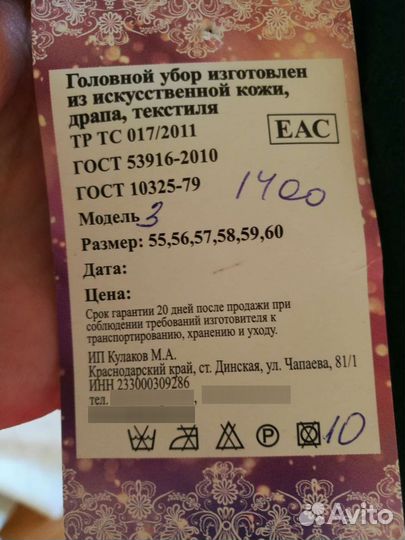 Головной убор изготовлен
из искусственной кожи,
драпа, текстиля
ТР ТС 017/2011
EAC
ГОСТ 53916-2010
ГОСТ 10325-79
1400
Модель 3
Размер: 55,56,57,58,59,60
Дата:
Цена:
Срок гарантии 20 дней после продажи при
соблюдении требований изготовителя к
транспортированию, хранению и уходу.
ИП Кулаков М.А.
Краснодарский край, ст. Динская, ул. Чапаева, 81/1
ИНН 233000309286
тел. ,
P
10
Avito